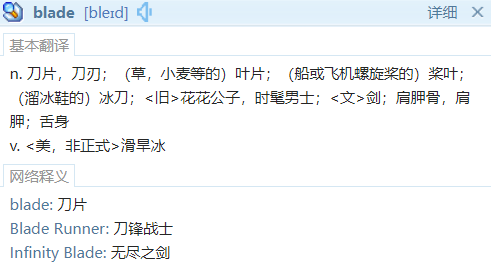 blade [bleɪd] 详细
基本翻译
n. 刀片，刀刃；（草，小麦等的）叶片；（船或飞机螺旋桨的）桨叶；
（溜冰鞋的）冰刀；<旧>花花公子，时髦男士；<文>剑；肩胛骨，肩
胛；舌身
v. <美，非正式>滑旱冰
网络释义
blade: 刀片
Blade Runner: 刀锋战士
Infinity Blade: 无尽之剑